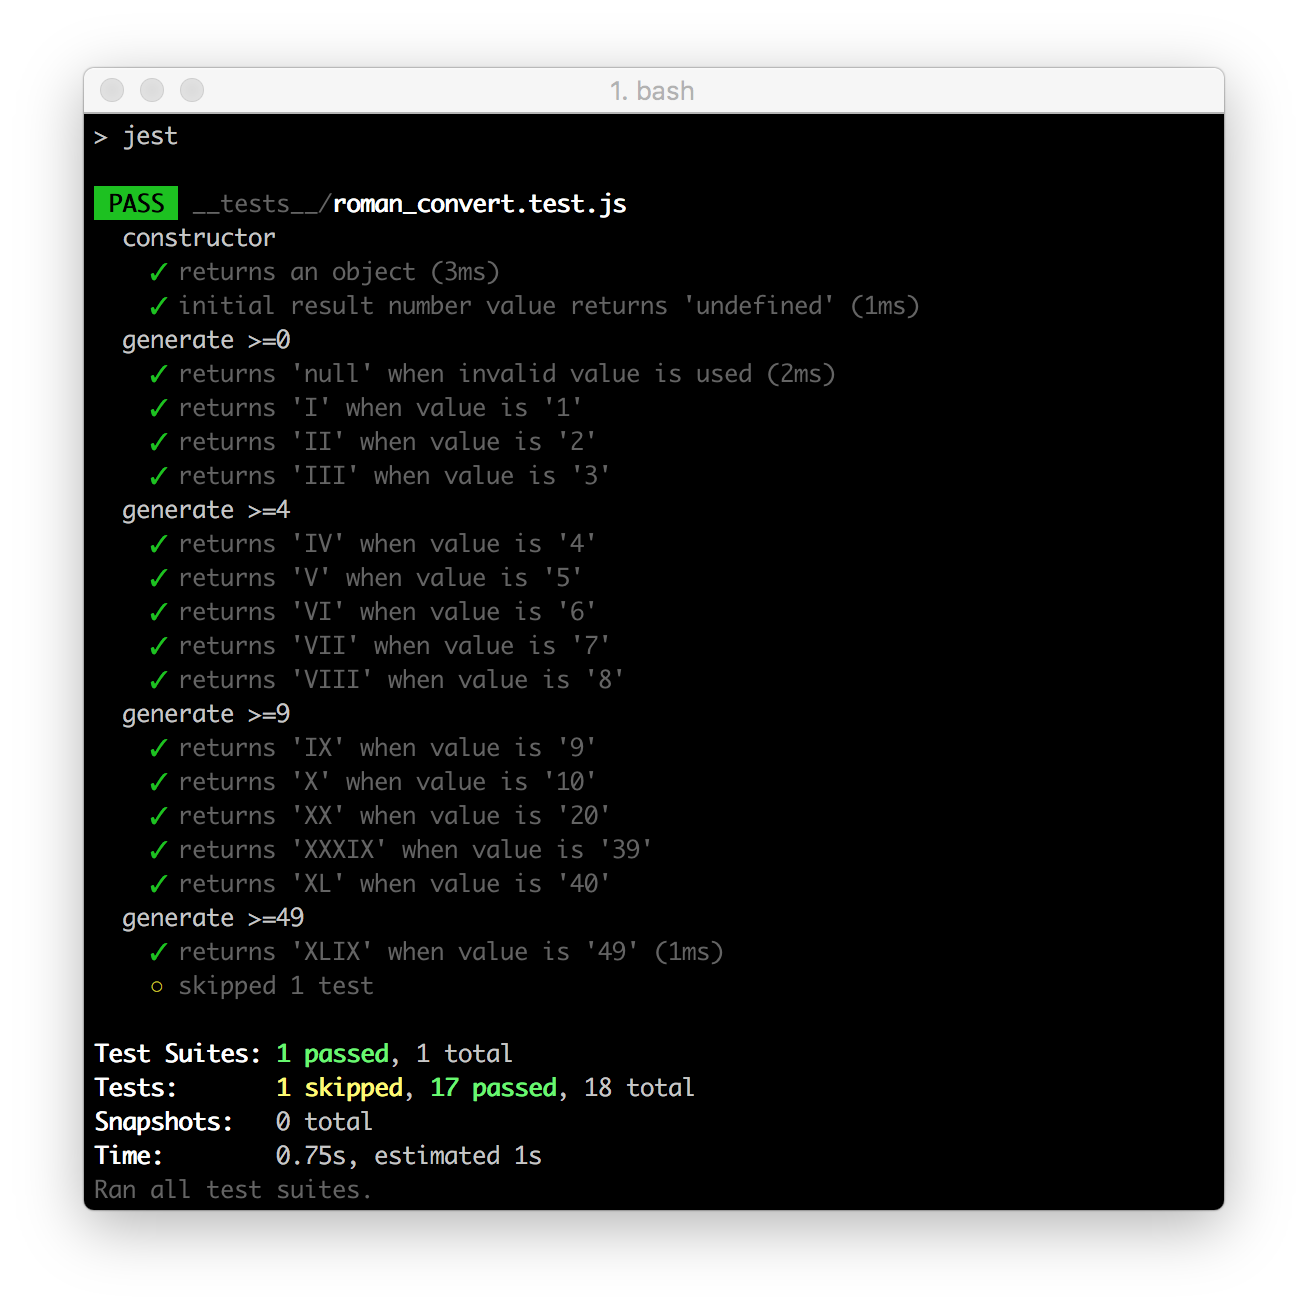 1. bash
> jest
PASS __tests__/roman_convert.test.js
constructor
✓ returns an object (3ms)
✓ initial result number value returns 'undefined' (1ms)
generate >=0
✓ returns 'null' when invalid value is used (2ms)
✓ returns 'I' when value is '1'
✓ returns 'II' when value is '2'
✓ returns 'III' when value is '3'
generate >=4
✓ returns 'IV' when value is '4'
✓ returns 'V' when value is '5'
✓ returns 'VI' when value is '6'
✓ returns 'VII' when value is '7'
✓ returns 'VIII' when value is '8'
generate >=9
✓ returns 'IX' when value is '9'
✓ returns 'X' when value is '10'
✓ returns 'XX' when value is '20'
✓ returns 'XXXIX' when value is '39'
✓ returns 'XL' when value is '40'
generate >=49
✓ returns 'XLIX' when value is '49' (1ms)
○ skipped 1 test
Test Suites: 1 passed, 1 total
Tests: 1 skipped, 17 passed, 18 total
Snapshots: 0 total
Time: 0.75s, estimated 1s
Ran all test suites.